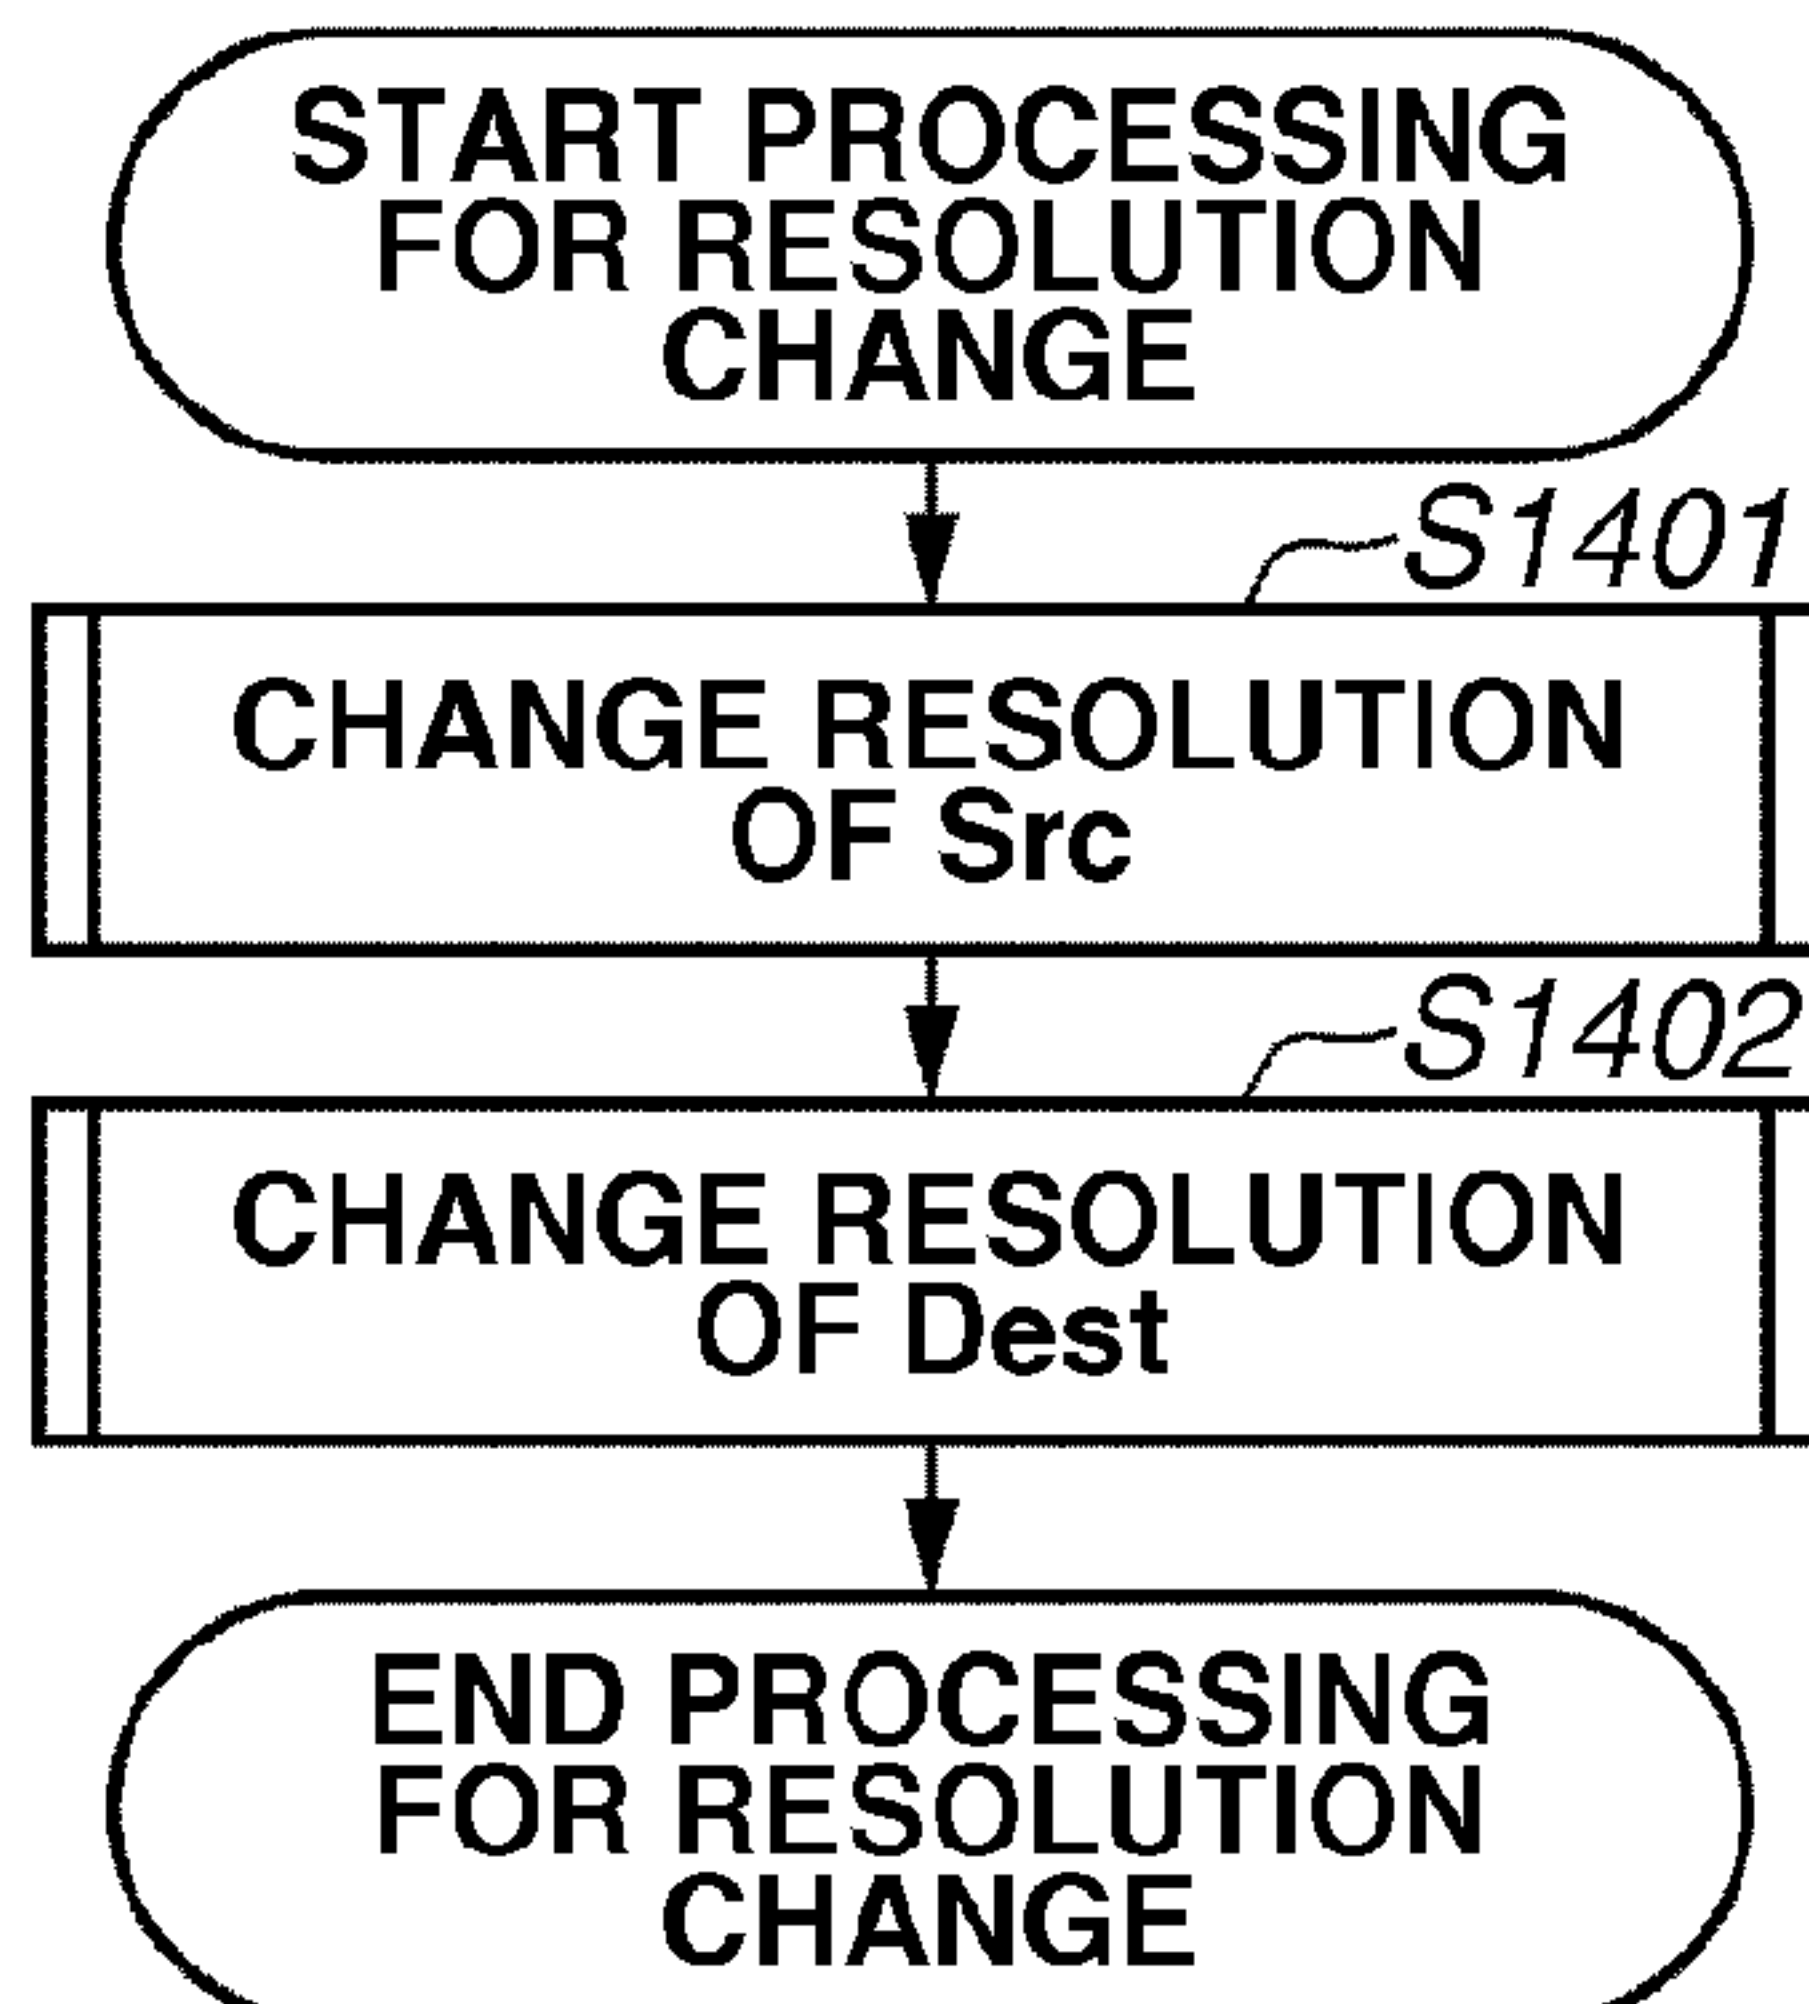 START PROCESSING
FOR RESOLUTION
CHANGE
S1401
CHANGE RESOLUTION
OF Src
S1402
CHANGE RESOLUTION
OF Dest
END PROCESSING
FOR RESOLUTION
CHANGE